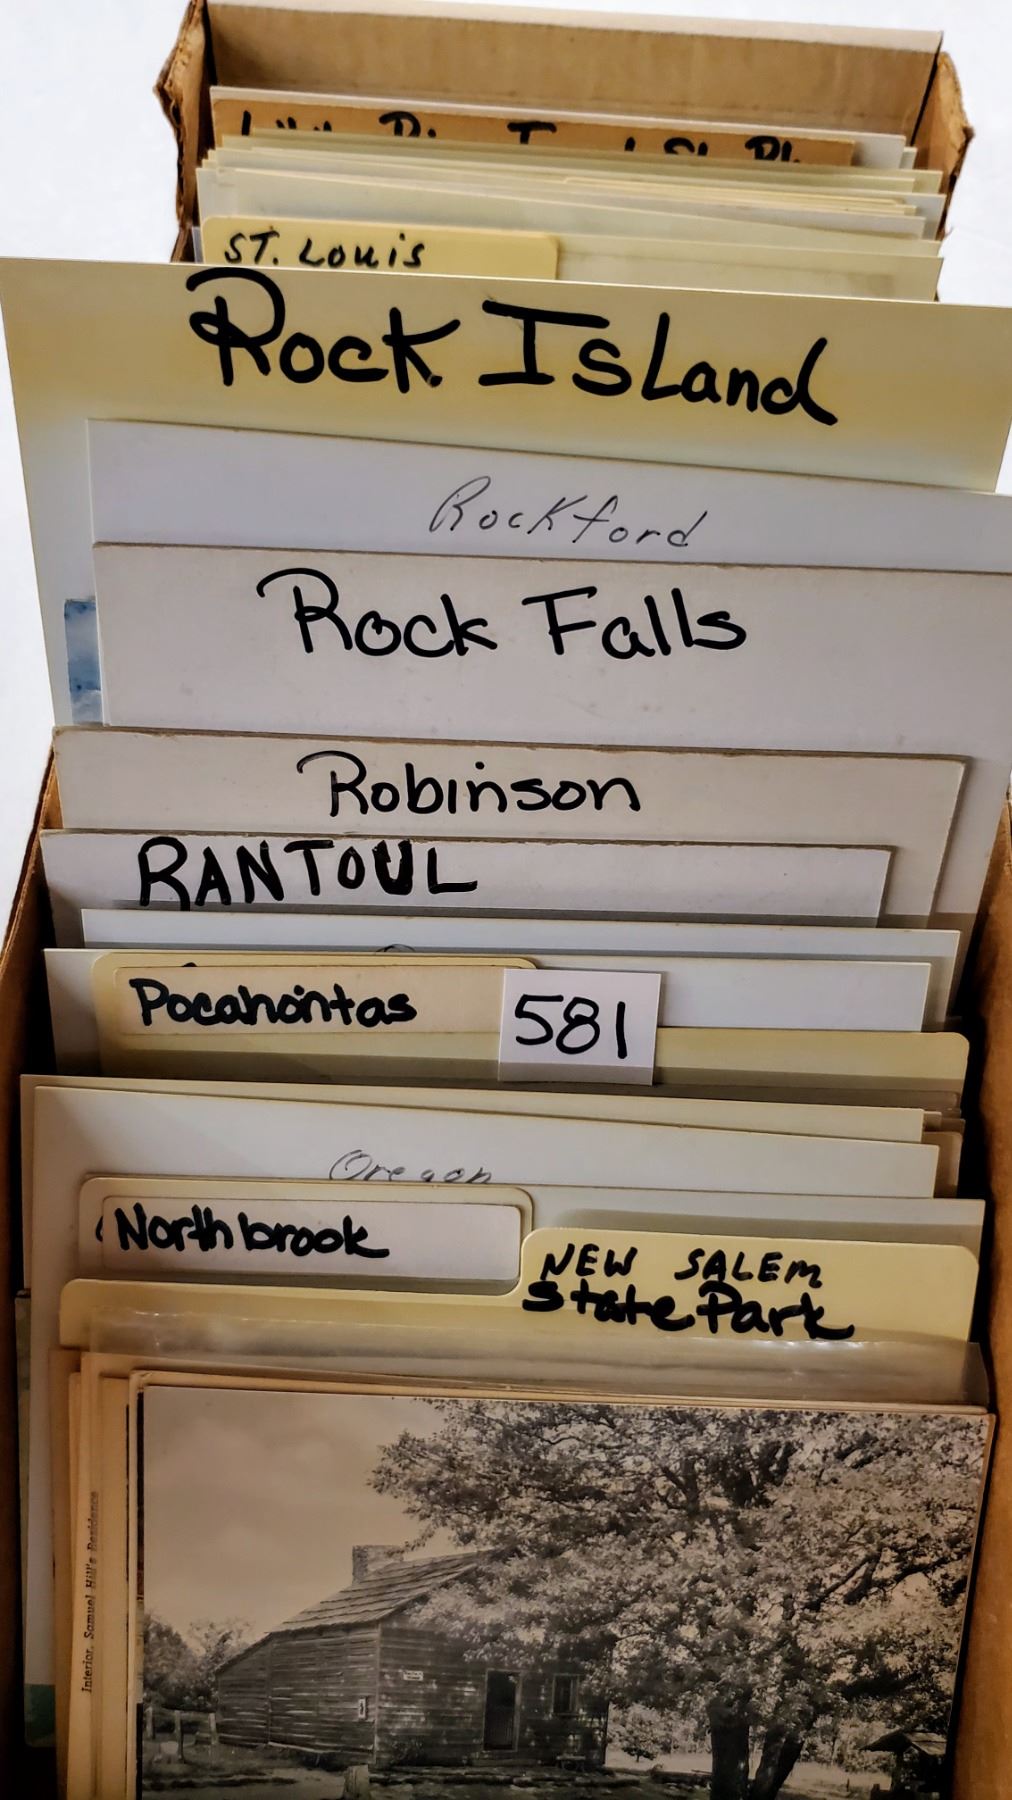 ST. Louis
Rock Island
Rockford
Rock Falls
Robinson
RANTOUL
Pocahontas
581
Oregon
Northbrook
NEW SALEM
State Park
Interior, Samuel Hill's Residence